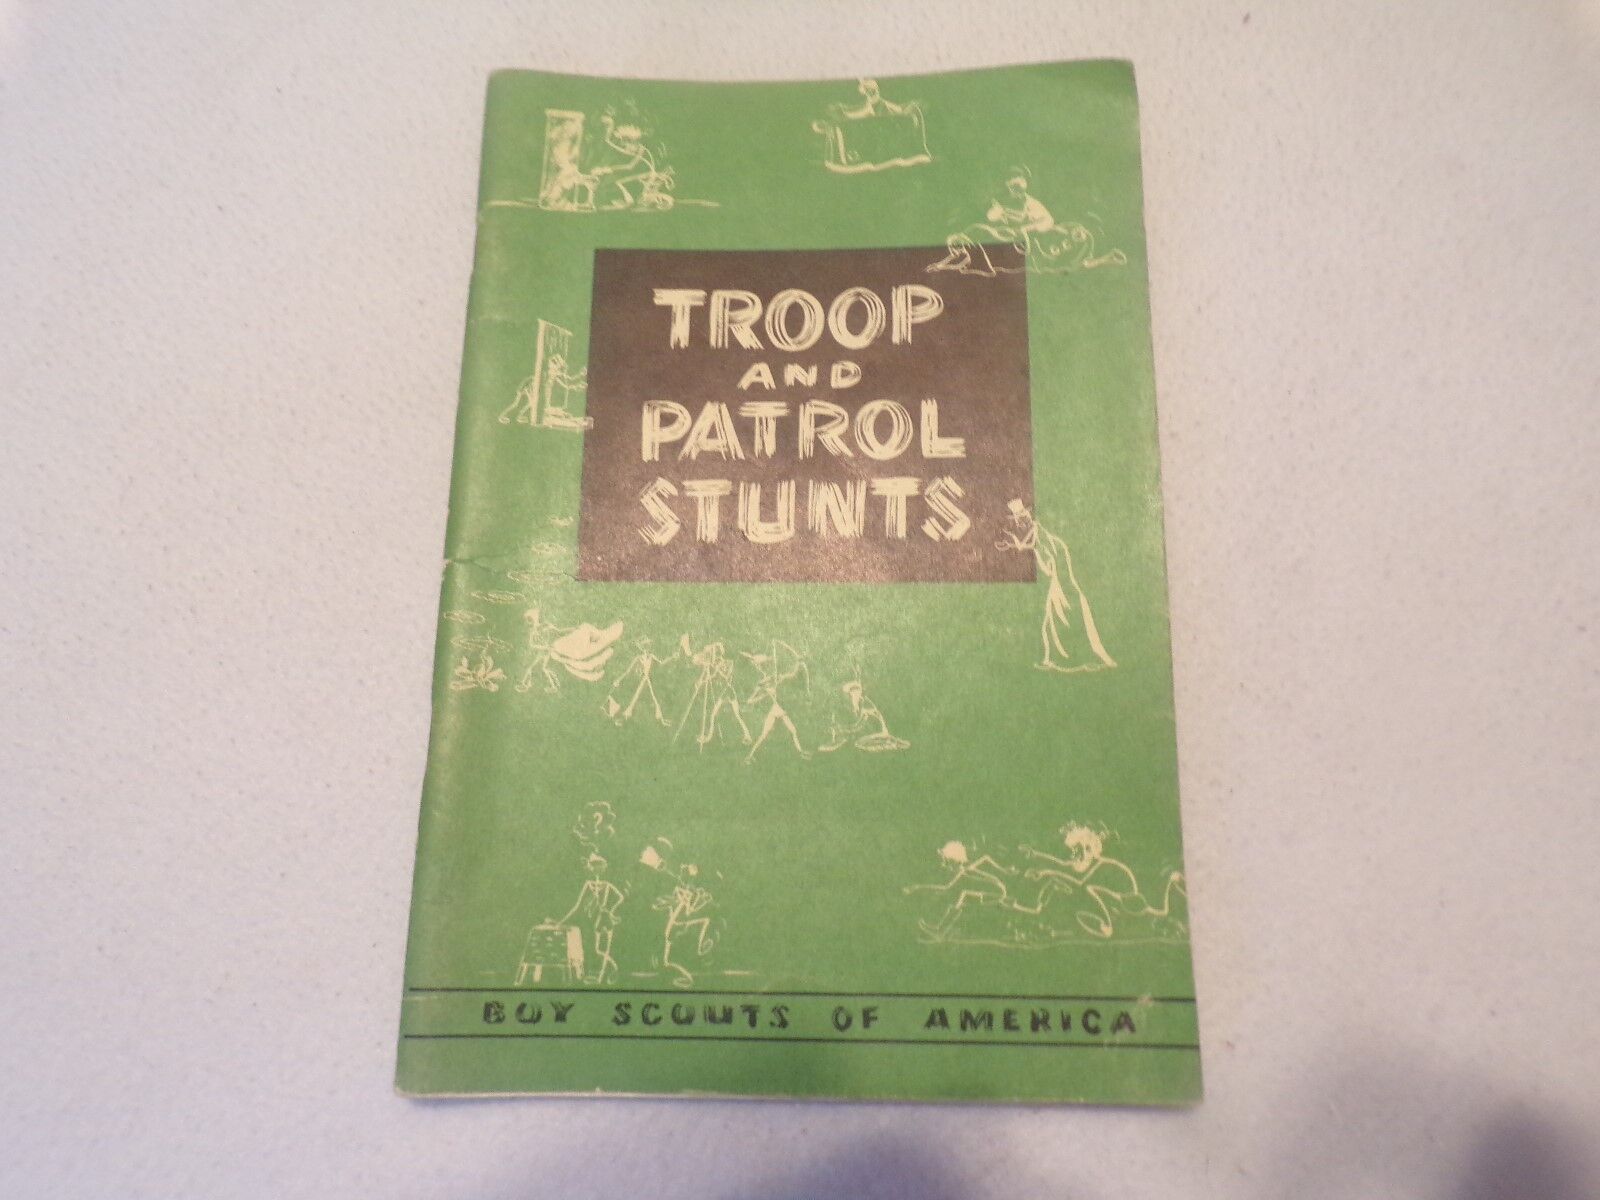 TROOP
AND
PATROL
STUNTS
?
BOY SCOUTS OF AMERICA